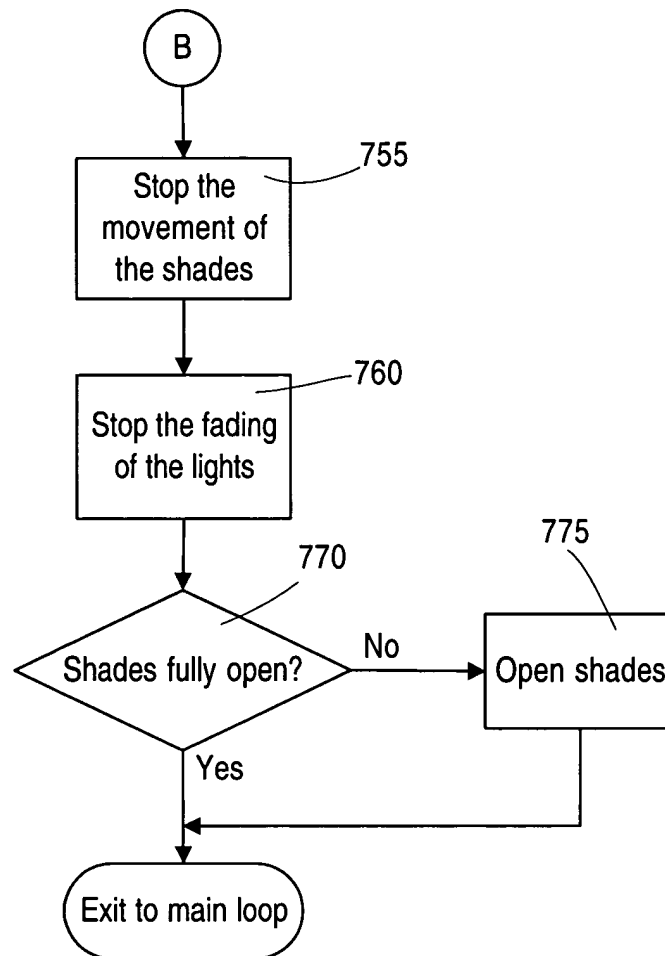 B
755
Stop the
movement of
the shades
760
Stop the fading
of the lights
770
775
Shades fully open?
No
Open shades
Yes
Exit to main loop